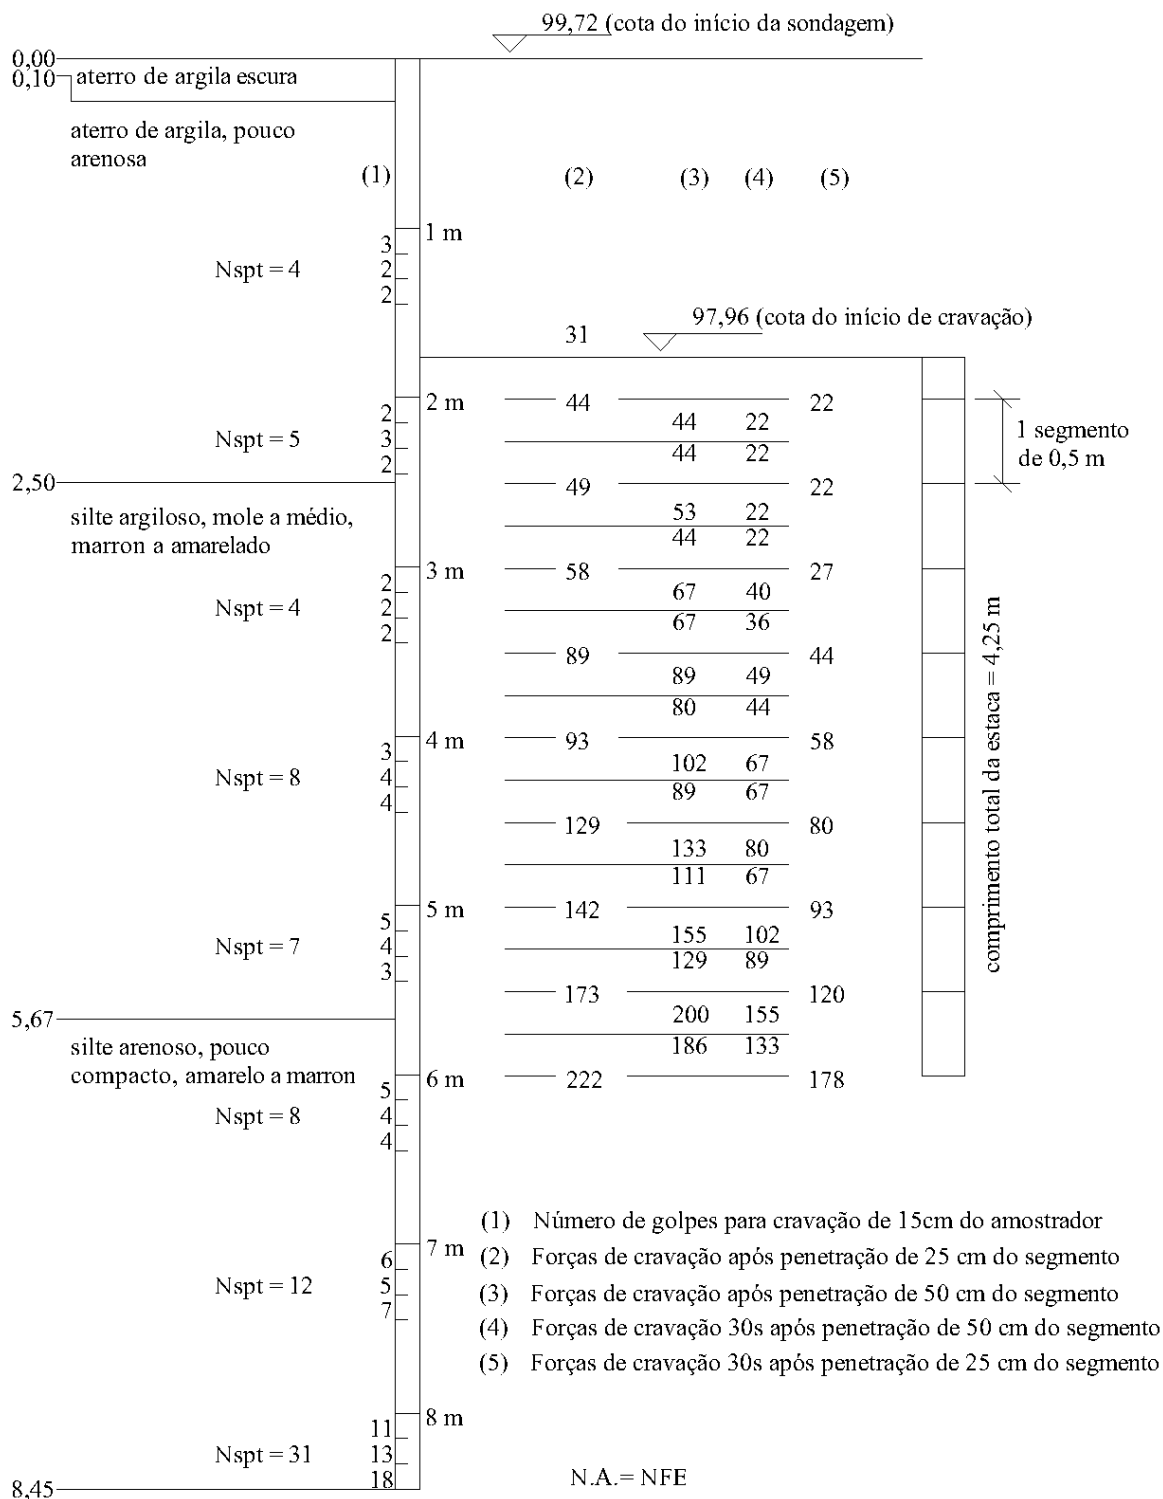 99,72 (cota do início da sondagem)
0,00
0,10
aterro de argila escura
aterro de argila, pouco
arenosa
(1) (2) (3) (4) (5)
1 m
3
Nspt = 4
2
2
97,96 (cota do início de cravação)
31
2 m 44 22
2
44 22
Nspt = 5
3
1 segmento
de 0,5 m
44 22
2
2,50
49 22
silte argiloso, mole a médio,
marron a amarelado
53 22
44 22
3 m 58 27
2
67 40
Nspt = 4
2
67 36
2
89 44
89 49
80 44
4 m 93 58
3
102 67
Nspt = 8
4
89 67
4
129 80
133 80
111 67
5 m 142 93
5
155 102
Nspt = 7
4
129 89
3
173 120
comprimento total da estaca = 4,25 m
5,67
200 155
silte arenoso, pouco
compacto, amarelo a marron
186 133
6 m 222 178
5
Nspt = 8
4
4
7 m
6
Nspt = 12
5
7
8 m
11
Nspt = 31
13
18
8,45
(1) Número de golpes para cravação de 15cm do amostrador
(2) Forças de cravação após penetração de 25 cm do segmento
(3) Forças de cravação após penetração de 50 cm do segmento
(4) Forças de cravação 30s após penetração de 50 cm do segmento
(5) Forças de cravação 30s após penetração de 25 cm do segmento
N.A.= NFE